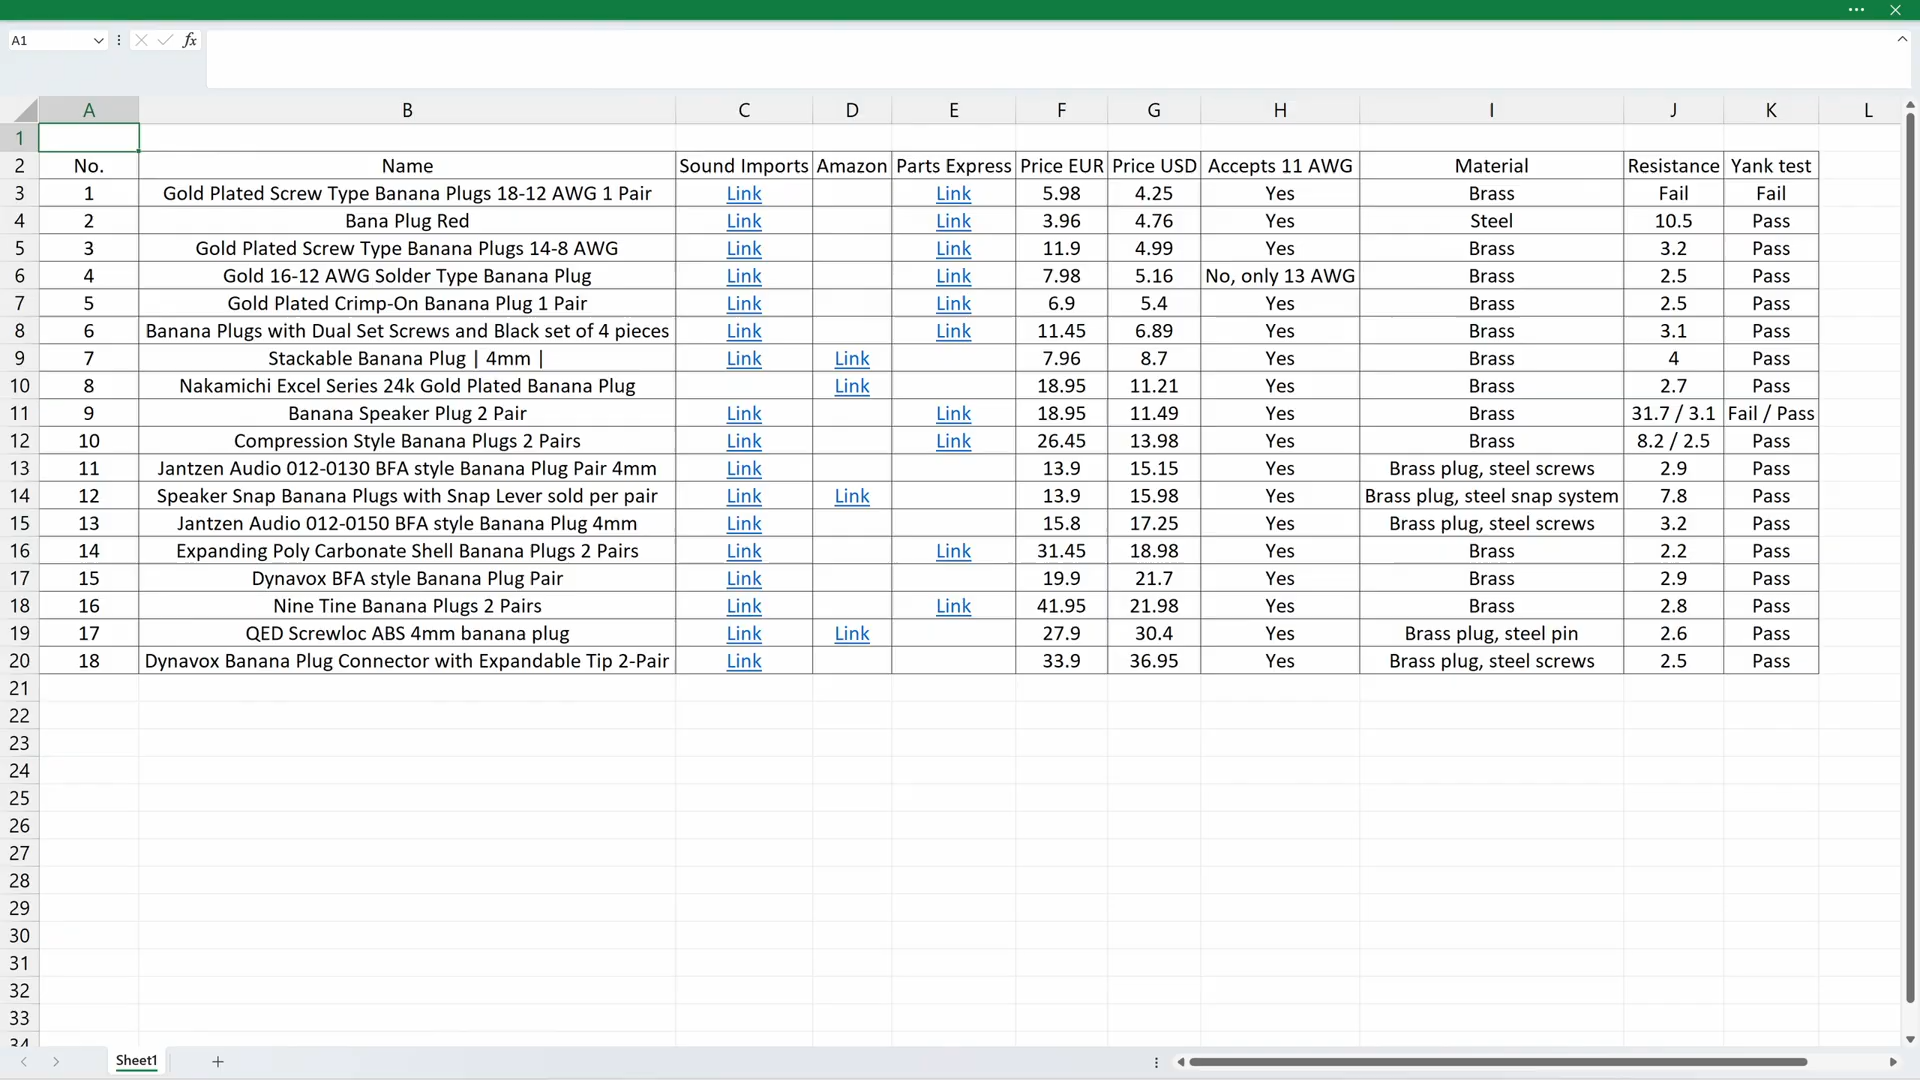 A1
fx
A B C D E F G H I J K L
1
2 No. Name Sound Imports Amazon Parts Express Price EUR Price USD Accepts 11 AWG Material Resistance Yank test
3 1 Gold Plated Screw Type Banana Plugs 18-12 AWG 1 Pair Link Link 5.98 4.25 Yes Brass Fail Fail
4 2 Bana Plug Red Link Link 3.96 4.76 Yes Steel 10.5 Pass
5 3 Gold Plated Screw Type Banana Plugs 14-8 AWG Link Link 11.9 4.99 Yes Brass 3.2 Pass
6 4 Gold 16-12 AWG Solder Type Banana Plug Link Link 7.98 5.16 No, only 13 AWG Brass 2.5 Pass
7 5 Gold Plated Crimp-On Banana Plug 1 Pair Link Link 6.9 5.4 Yes Brass 2.5 Pass
8 6 Banana Plugs with Dual Set Screws and Black set of 4 pieces Link Link 11.45 6.89 Yes Brass 3.1 Pass
9 7 Stackable Banana Plug | 4mm | Link Link 7.96 8.7 Yes Brass 4 Pass
10 8 Nakamichi Excel Series 24k Gold Plated Banana Plug Link 18.95 11.21 Yes Brass 2.7 Pass
11 9 Banana Speaker Plug 2 Pair Link Link 18.95 11.49 Yes Brass 31.7 / 3.1 Fail / Pass
12 10 Compression Style Banana Plugs 2 Pairs Link Link 26.45 13.98 Yes Brass 8.2 / 2.5 Pass
13 11 Jantzen Audio 012-0130 BFA style Banana Plug Pair 4mm Link 13.9 15.15 Yes Brass plug, steel screws 2.9 Pass
14 12 Speaker Snap Banana Plugs with Snap Lever sold per pair Link Link 13.9 15.98 Yes Brass plug, steel snap system 7.8 Pass
15 13 Jantzen Audio 012-0150 BFA style Banana Plug 4mm Link 15.8 17.25 Yes Brass plug, steel screws 3.2 Pass
16 14 Expanding Poly Carbonate Shell Banana Plugs 2 Pairs Link Link 31.45 18.98 Yes Brass 2.2 Pass
17 15 Dynavox BFA style Banana Plug Pair Link 19.9 21.7 Yes Brass 2.9 Pass
18 16 Nine Tine Banana Plugs 2 Pairs Link Link 41.95 21.98 Yes Brass 2.8 Pass
19 17 QED Screwloc ABS 4mm banana plug Link Link 27.9 30.4 Yes Brass plug, steel pin 2.6 Pass
20 18 Dynavox Banana Plug Connector with Expandable Tip 2-Pair Link 33.9 36.95 Yes Brass plug, steel screws 2.5 Pass
21
22
23
24
25
26
27
28
29
30
31
32
33
34
Sheet1